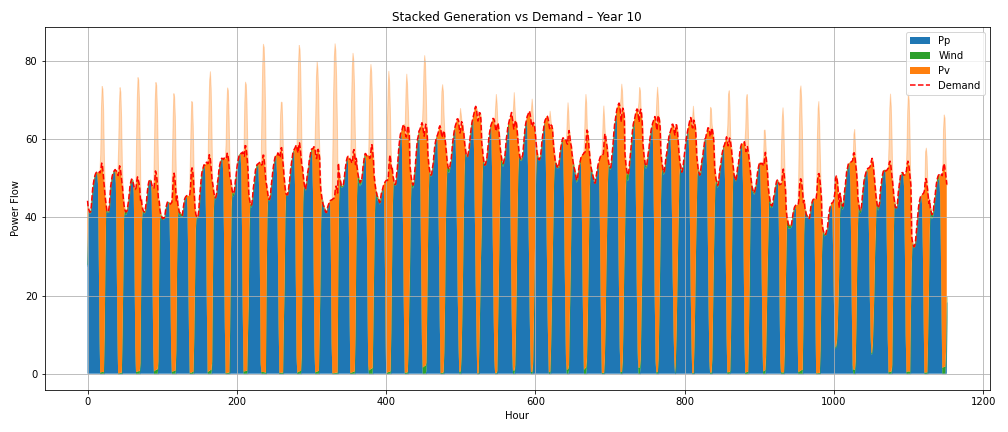 Stacked Generation vs Demand – Year 10
Power Flow
80
60
40
20
0
0 200 400 600 800 1000 1200
Hour
Pp
Wind
Pv
Demand